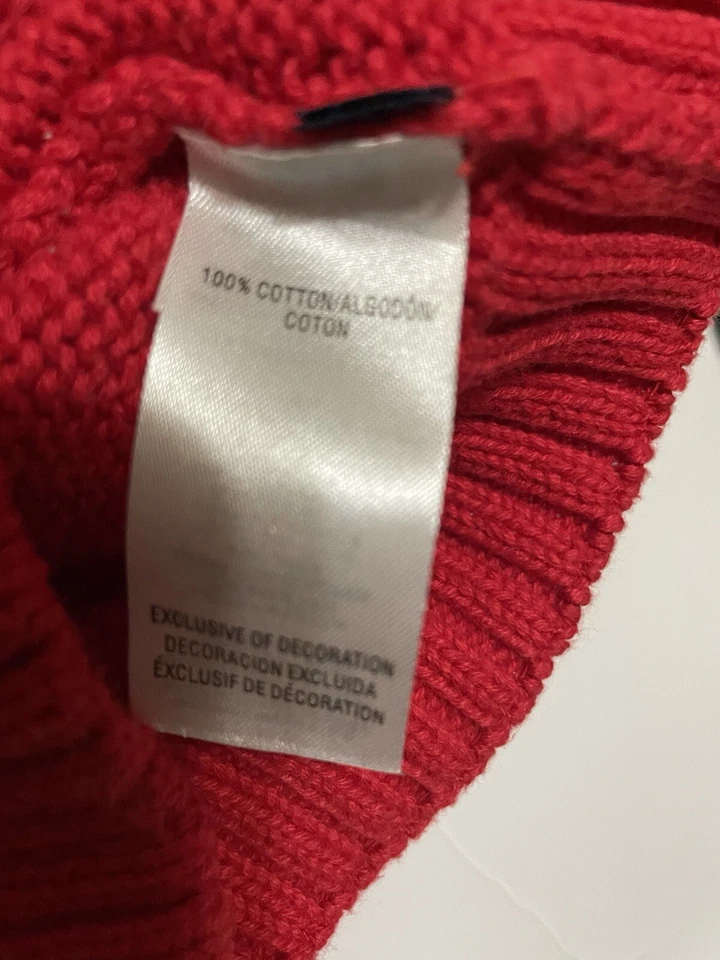 100% COTTON/ALGODÓN/
COTON
EXCLUSIVE OF DECORATION
DECORACION EXCLUIDA
EXCLUSIF DE DÉCORATION